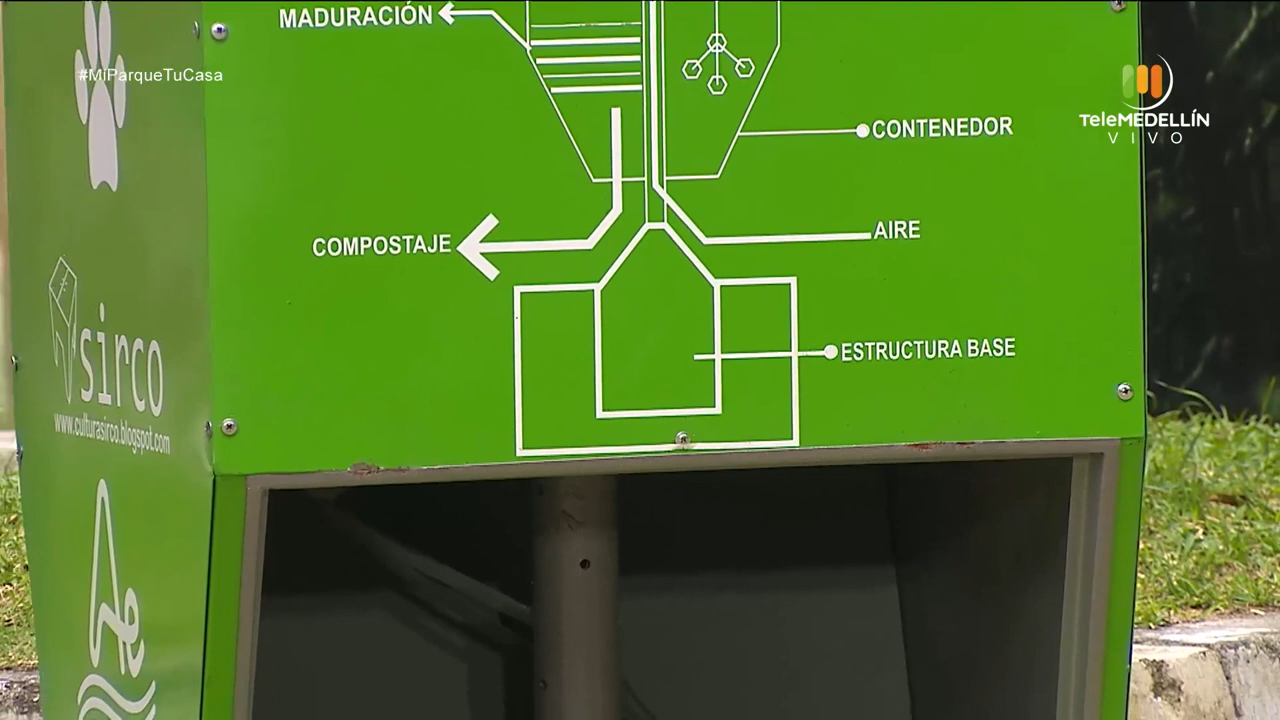 MADURACIÓN
#MiParqueTuCasa
CONTENEDOR
TeleMEDELLÍN
VIVO
AIRE
COMPOSTAJE
ESTRUCTURA BASE
sirco
www.culturasirco.blogspot.com